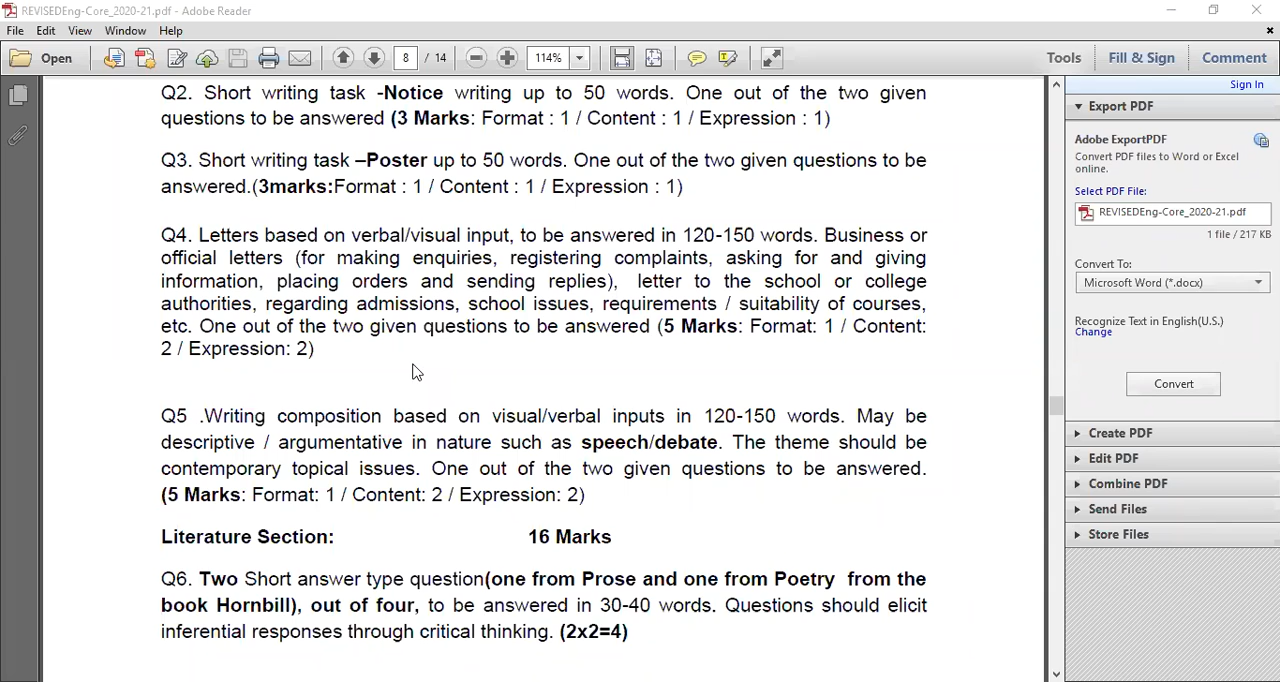 REVISEDEng-Core_2020-21.pdf - Adobe Reader
File Edit View Window Help
Open 8 / 14 114% Tools Fill & Sign Comment
Sign In
Q2. Short writing task -Notice writing up to 50 words. One out of the two given
questions to be answered (3 Marks: Format : 1 / Content : 1 / Expression : 1)
Q3. Short writing task –Poster up to 50 words. One out of the two given questions to be
answered.(3marks:Format : 1 / Content : 1 / Expression : 1)
Q4. Letters based on verbal/visual input, to be answered in 120-150 words. Business or
official letters (for making enquiries, registering complaints, asking for and giving
information, placing orders and sending replies), letter to the school or college
authorities, regarding admissions, school issues, requirements / suitability of courses,
etc. One out of the two given questions to be answered (5 Marks: Format: 1 / Content:
2 / Expression: 2)
Q5 .Writing composition based on visual/verbal inputs in 120-150 words. May be
descriptive / argumentative in nature such as speech/debate. The theme should be
contemporary topical issues. One out of the two given questions to be answered.
(5 Marks: Format: 1 / Content: 2 / Expression: 2)
Literature Section: 16 Marks
Q6. Two Short answer type question(one from Prose and one from Poetry from the
book Hornbill), out of four, to be answered in 30-40 words. Questions should elicit
inferential responses through critical thinking. (2x2=4)
Export PDF
Adobe ExportPDF
Convert PDF files to Word or Excel
online.
Select PDF File:
REVISEDEng-Core_2020-21.pdf
1 file / 217 KB
Convert To:
Microsoft Word (*.docx)
Recognize Text in English(U.S.)
Change
Convert
Create PDF
Edit PDF
Combine PDF
Send Files
Store Files